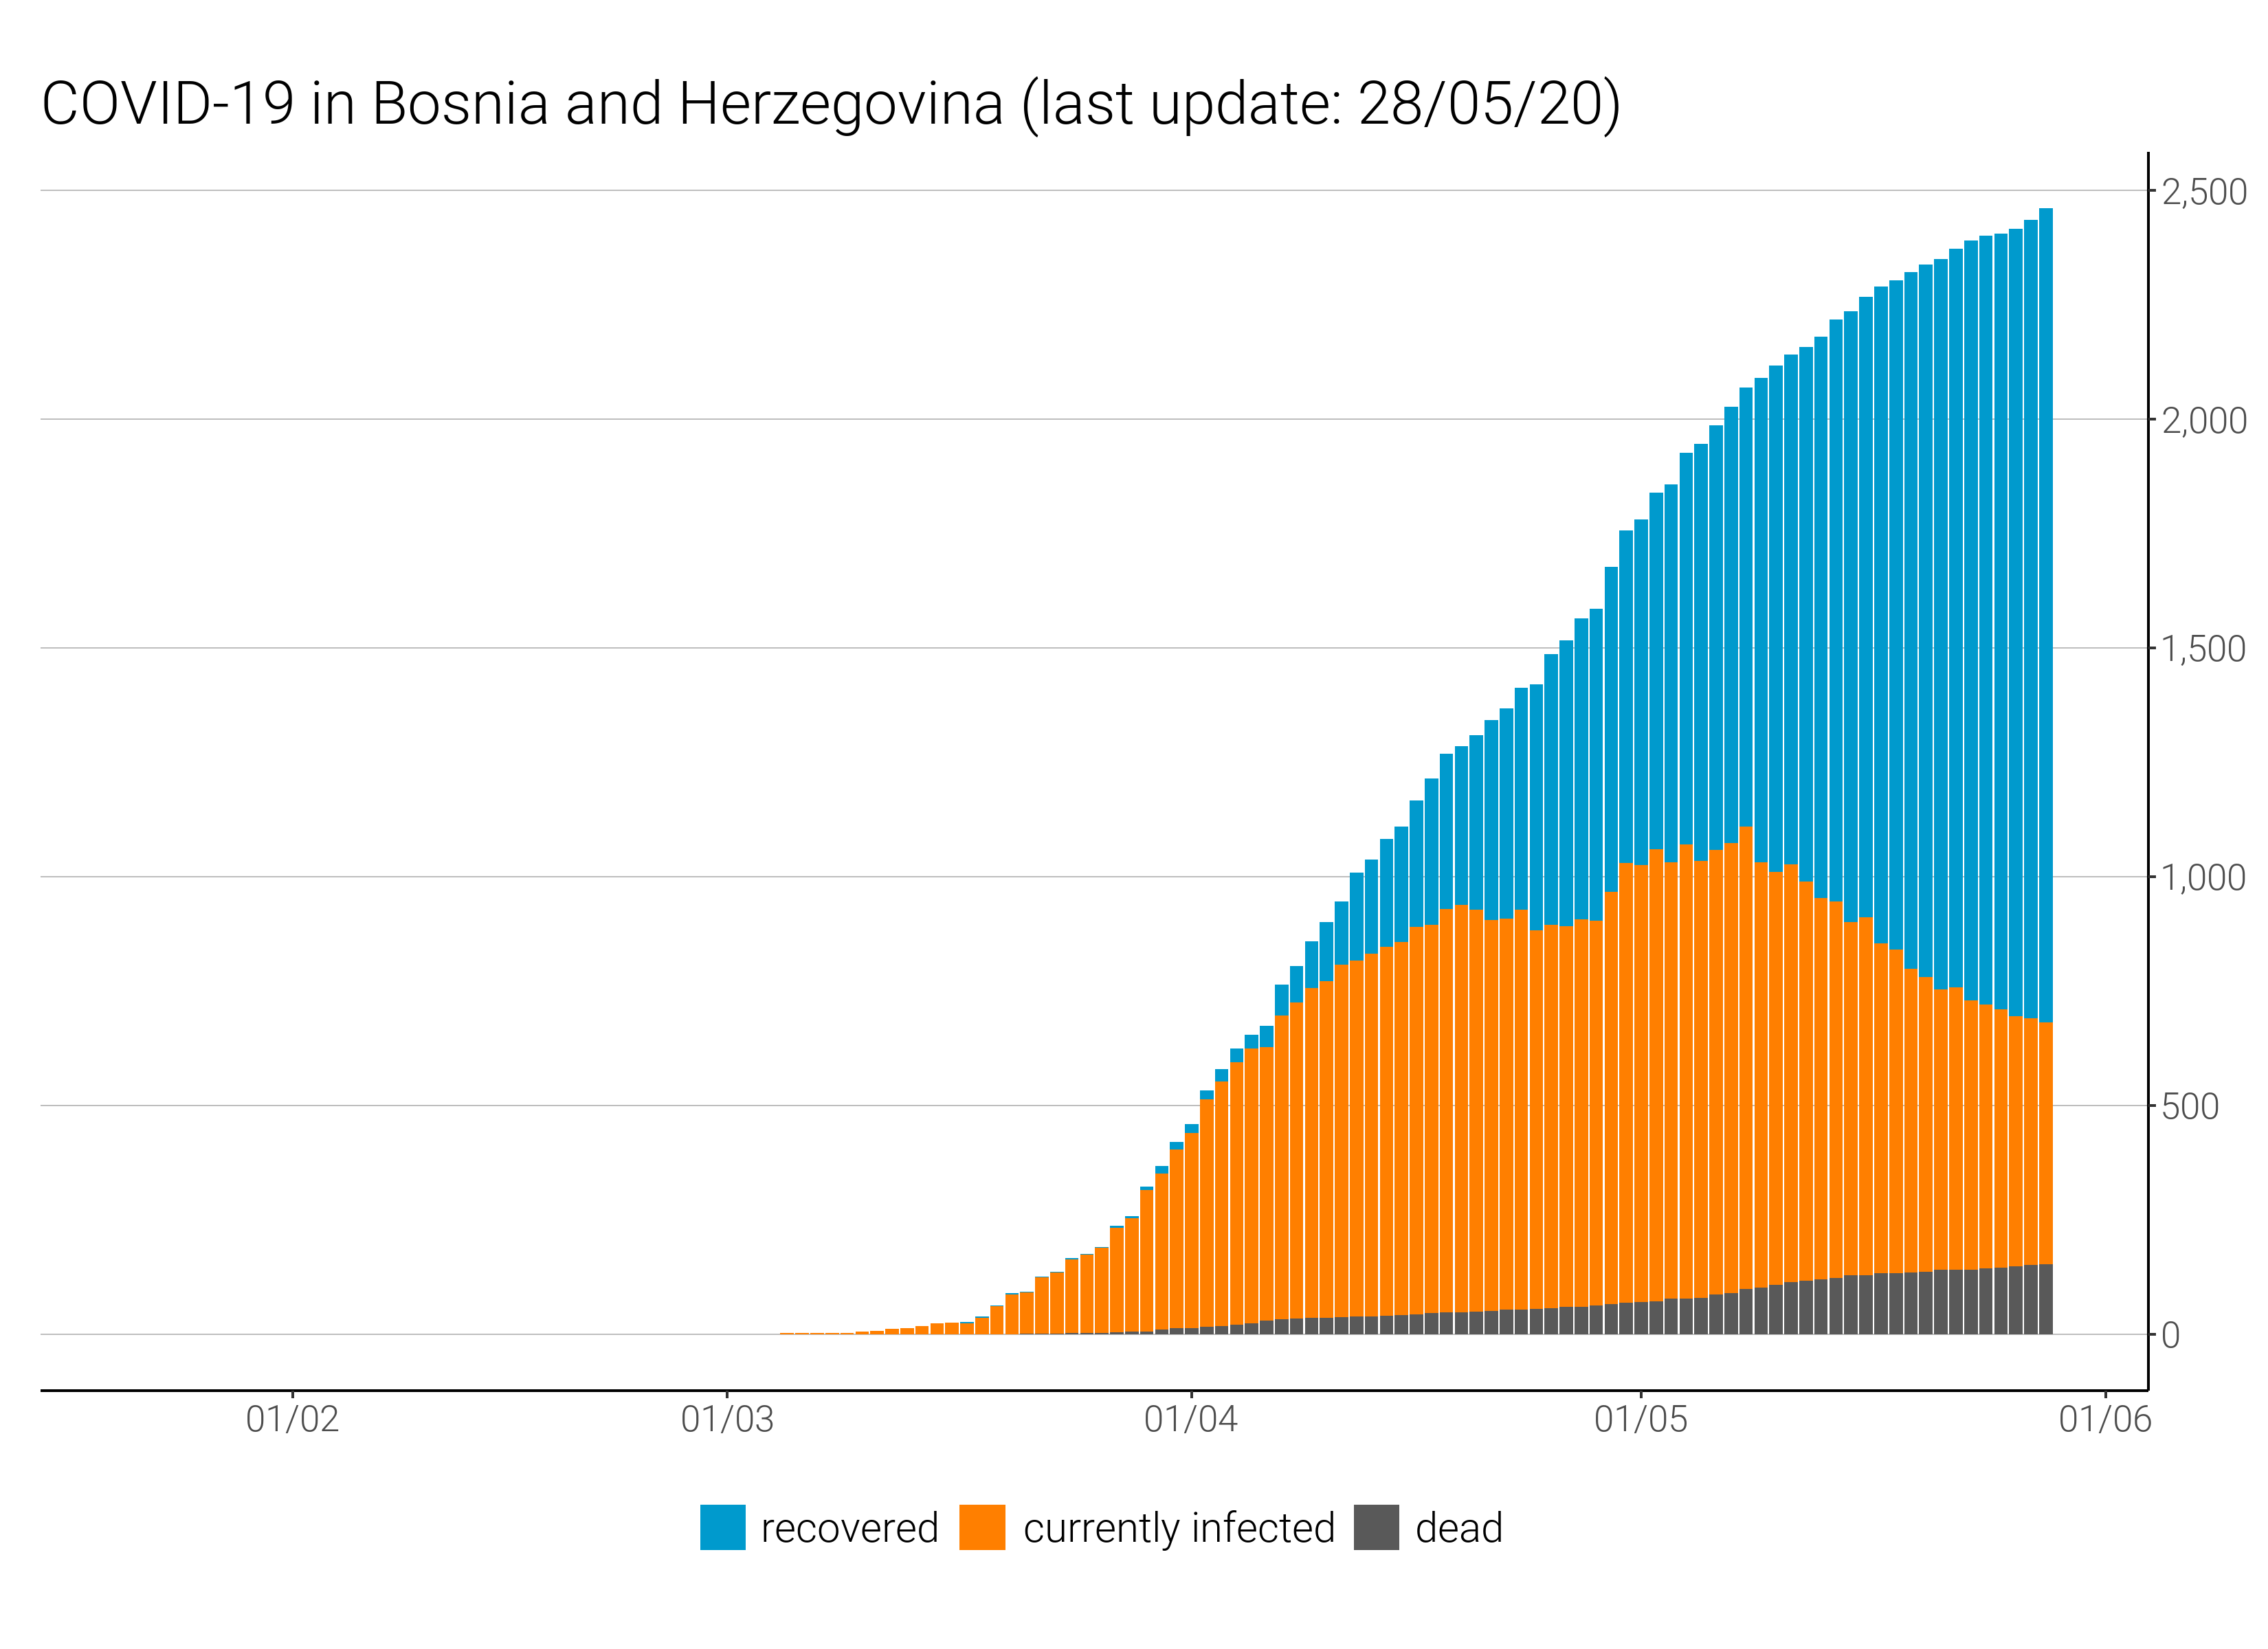 COVID-19 in Bosnia and Herzegovina (last update: 28/05/20)
2,500
2,000
1,500
1,000
500
0
01/02 01/03 01/04 01/05 01/06
recovered currently infected dead